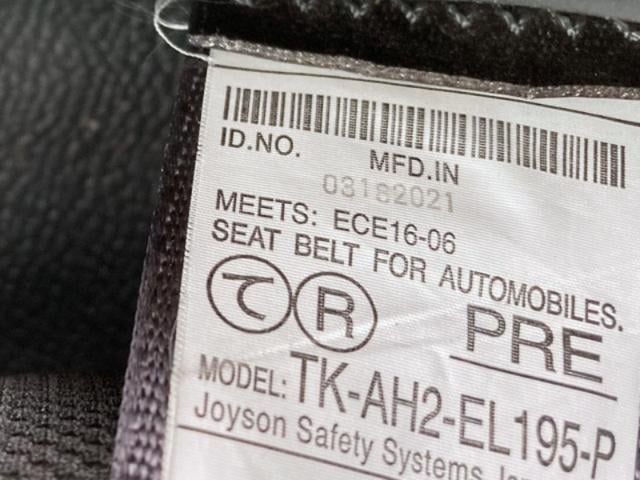 ID.NO. MFD.IN
03182021
MEETS: ECE16-06
SEAT BELT FOR AUTOMOBILES.
て R PRE
MODEL: TK-AH2-EL195-P
Joyson Safety Systems